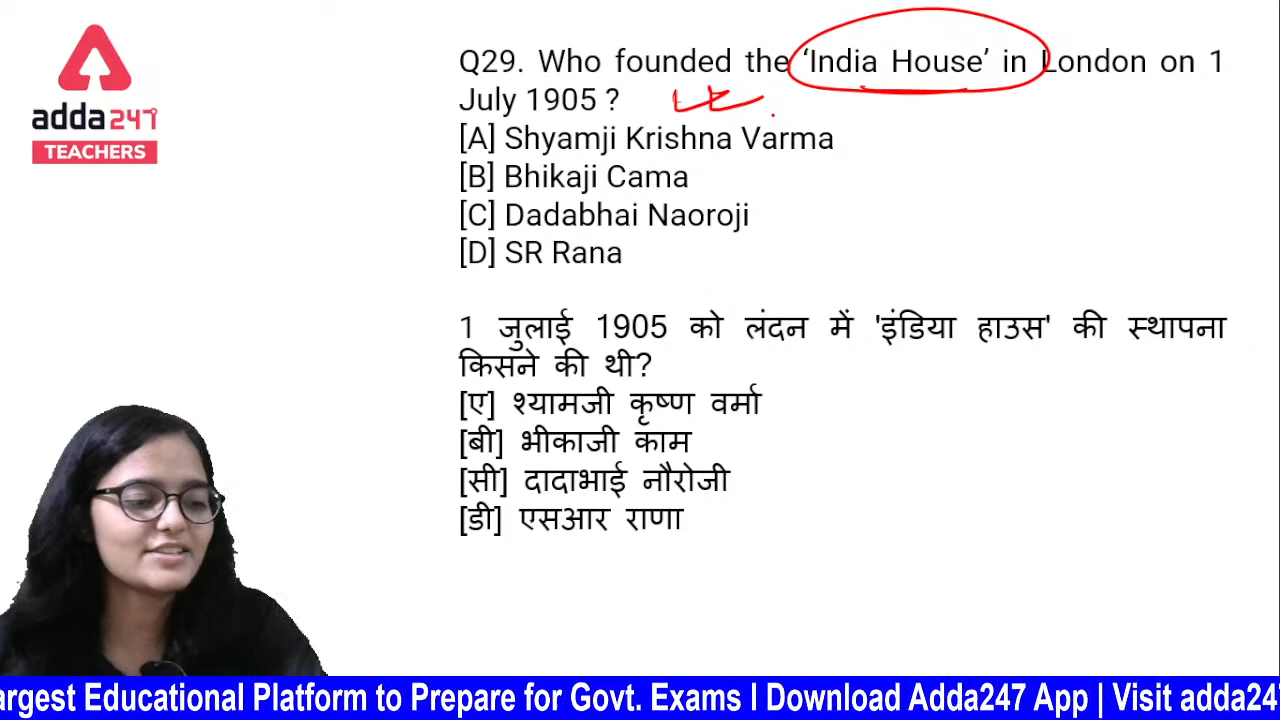 adda247
TEACHERS
Q29. Who founded the ‘India House’ in London on 1
July 1905 ?
[A] Shyamji Krishna Varma
[B] Bhikaji Cama
[C] Dadabhai Naoroji
[D] SR Rana
1 जुलाई 1905 को लंदन में 'इंडिया हाउस' की स्थापना
किसने की थी?
[ए] श्यामजी कृष्ण वर्मा
[बी] भीकाजी काम
[सी] दादाभाई नौरोजी
[डी] एसआर राणा
argest Educational Platform to Prepare for Govt. Exams I Download Adda247 App | Visit adda24